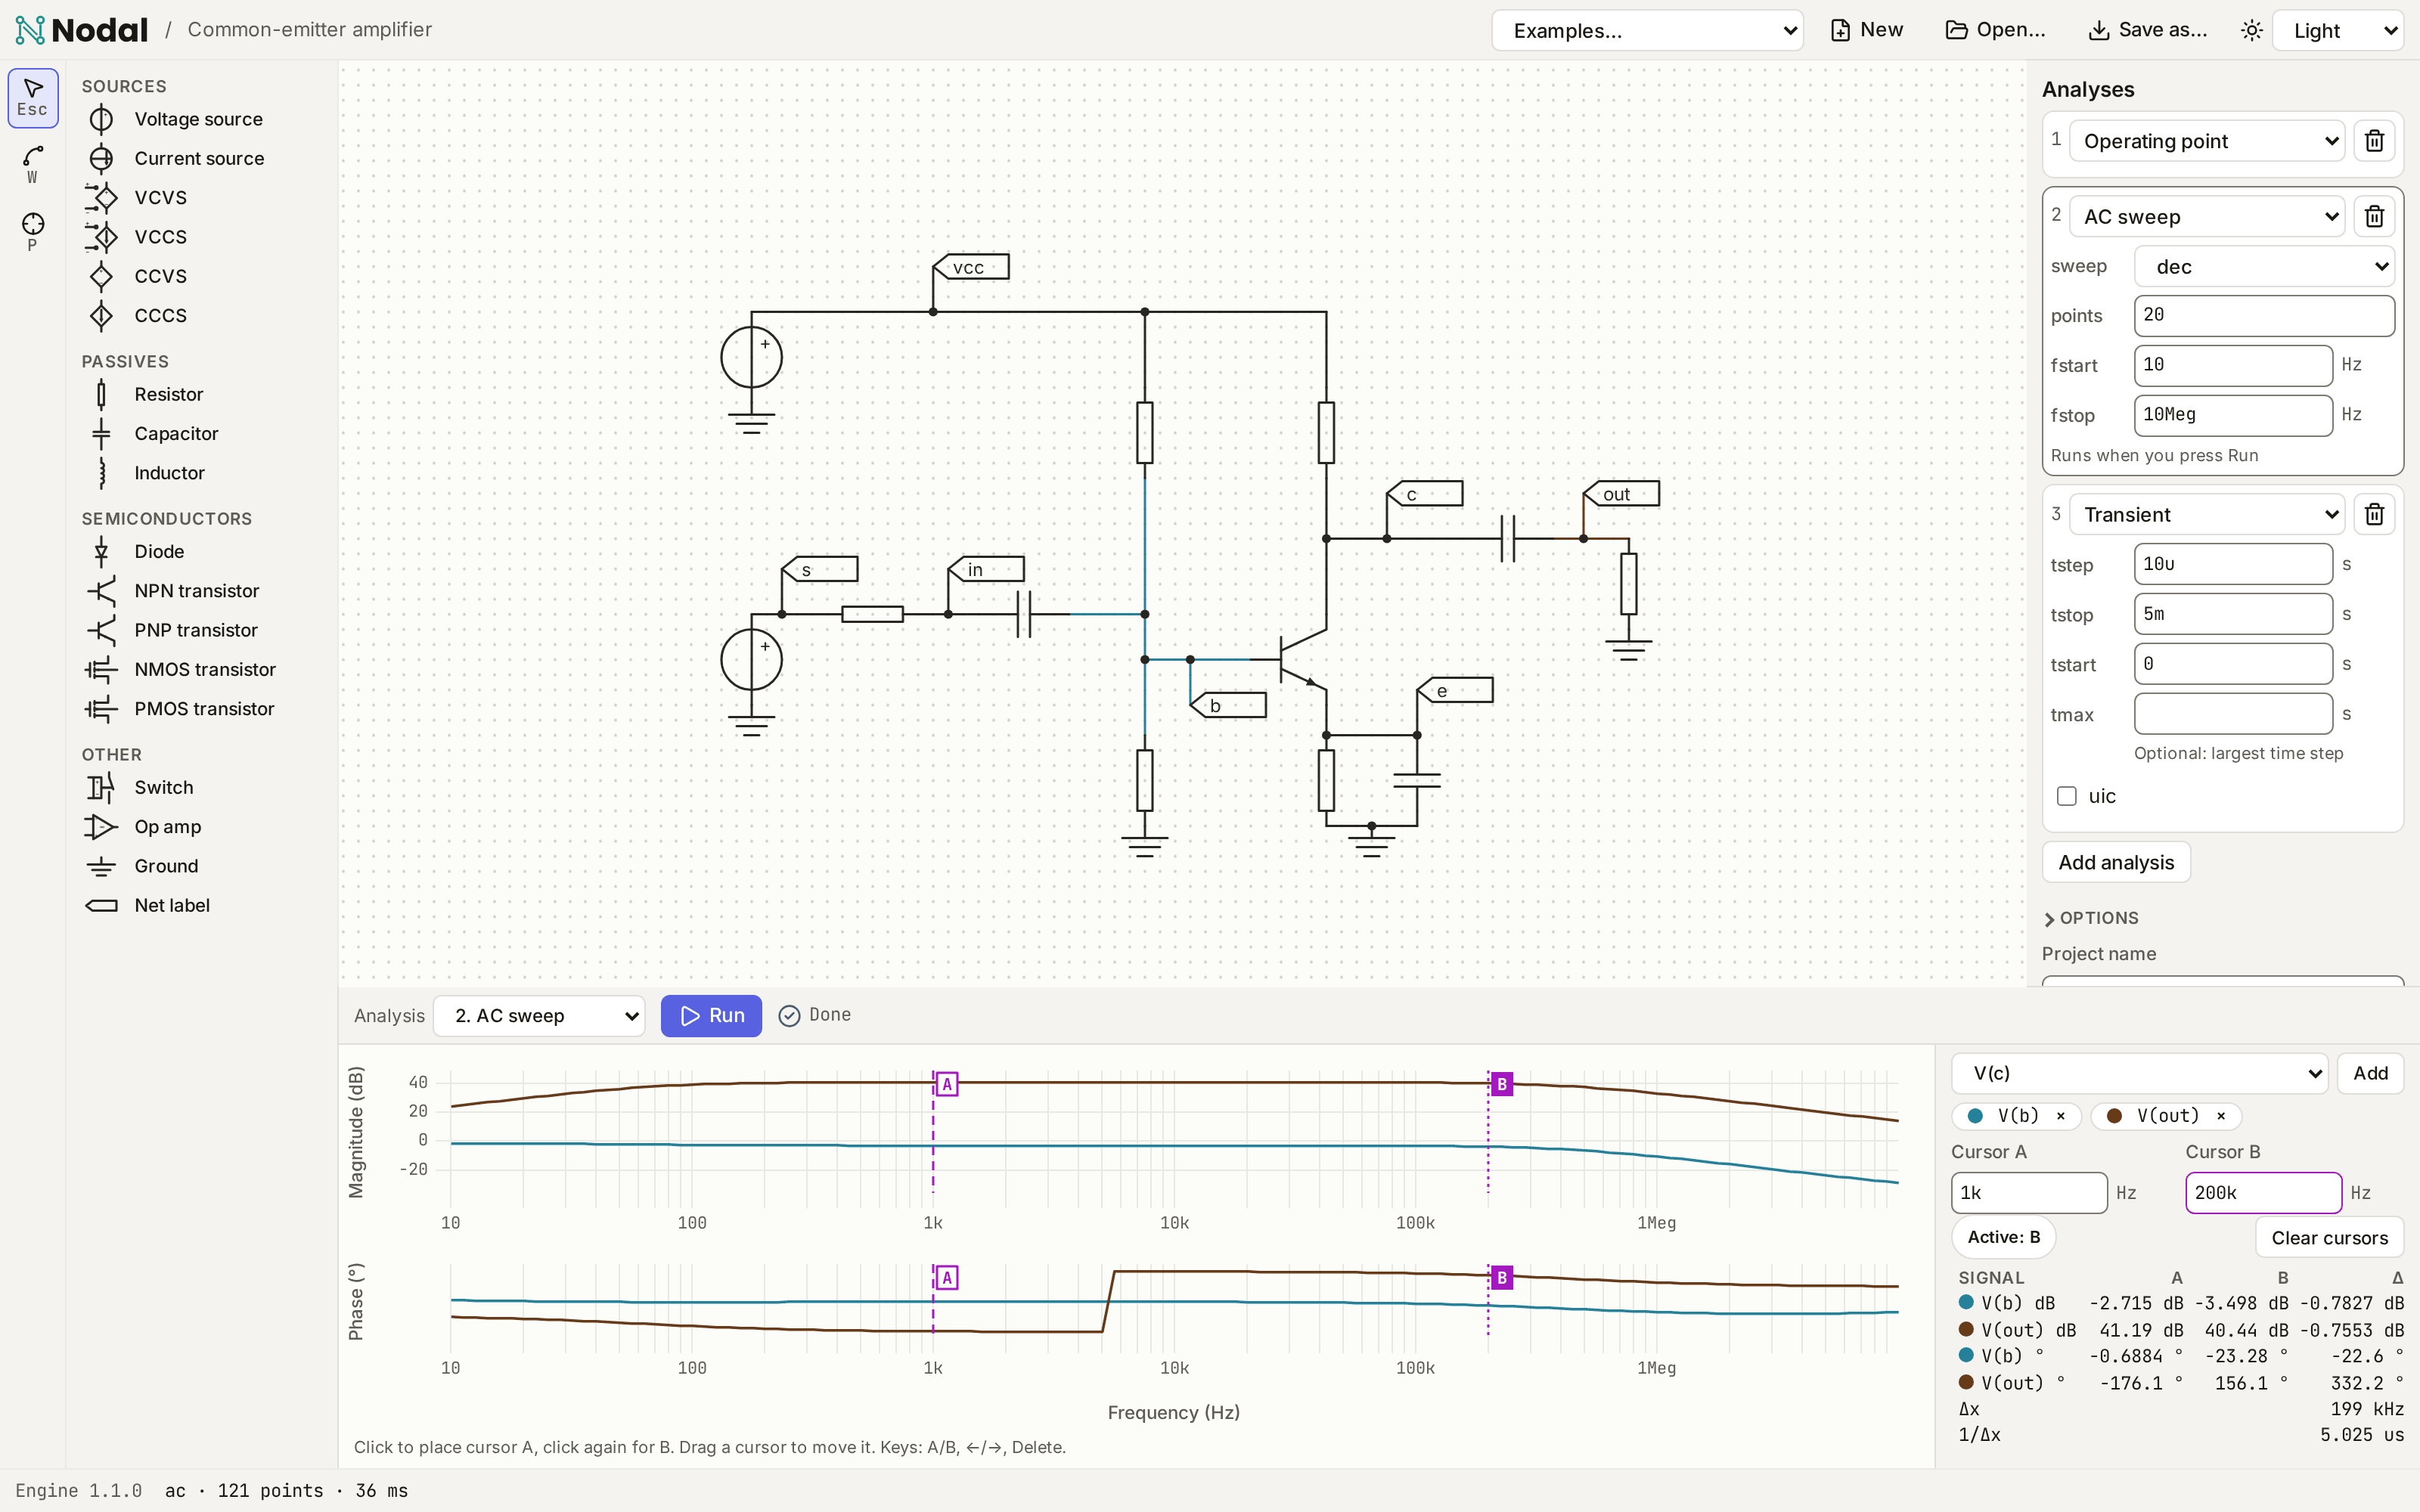 Nodal / Common-emitter amplifier Examples... New Open... Save as... Light
Esc
W
P
SOURCES
Voltage source
Current source
VCVS
VCCS
CCVS
CCCS
PASSIVES
Resistor
Capacitor
Inductor
SEMICONDUCTORS
Diode
NPN transistor
PNP transistor
NMOS transistor
PMOS transistor
OTHER
Switch
Op amp
Ground
Net label
vcc
+
c
out
s
in
+
b
e
Analyses
1 Operating point
2 AC sweep
sweep dec
points 20
fstart 10 Hz
fstop 10Meg Hz
Runs when you press Run
3 Transient
tstep 10u s
tstop 5m s
tstart 0 s
tmax s
Optional: largest time step
uic
Add analysis
OPTIONS
Project name
Analysis 2. AC sweep Run Done
Magnitude (dB)
40
20
0
-20
A
B
10 100 1k 10k 100k 1Meg
Phase (°)
A
B
10 100 1k 10k 100k 1Meg
Frequency (Hz)
Click to place cursor A, click again for B. Drag a cursor to move it. Keys: A/B, ←/→, Delete.
V(c) Add
V(b) × V(out) ×
Cursor A Cursor B
1k Hz 200k Hz
Active: B Clear cursors
SIGNAL A B Δ
V(b) dB -2.715 dB -3.498 dB -0.7827 dB
V(out) dB 41.19 dB 40.44 dB -0.7553 dB
V(b) ° -0.6884 ° -23.28 ° -22.6 °
V(out) ° -176.1 ° 156.1 ° 332.2 °
Δx 199 kHz
1/Δx 5.025 us
Engine 1.1.0 ac · 121 points · 36 ms